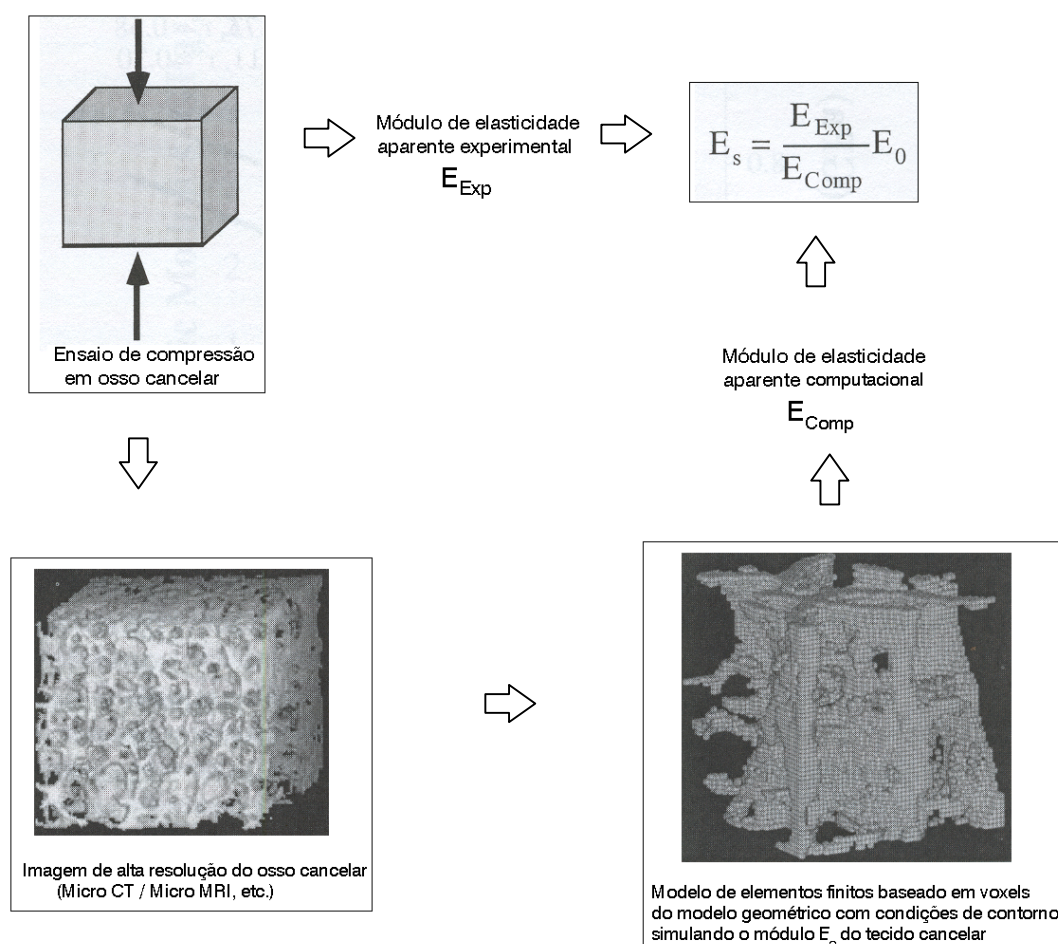 Ensaio de compressão
em osso cancelar
Módulo de elasticidade
aparente experimental
E_Exp
E_s = E_Exp / E_Comp E_0
Módulo de elasticidade
aparente computacional
E_Comp
Imagem de alta resolução do osso cancelar
(Micro CT / Micro MRI, etc.)
Modelo de elementos finitos baseado em voxels
do modelo geométrico com condições de contorno
simulando o módulo E_0 do tecido cancelar